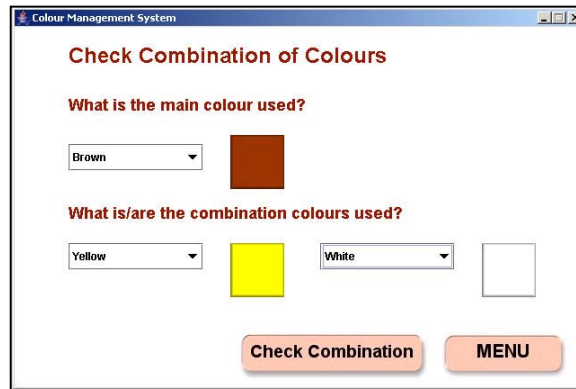 Colour Management System
Check Combination of Colours
What is the main colour used?
Brown
What is/are the combination colours used?
Yellow White
Check Combination MENU